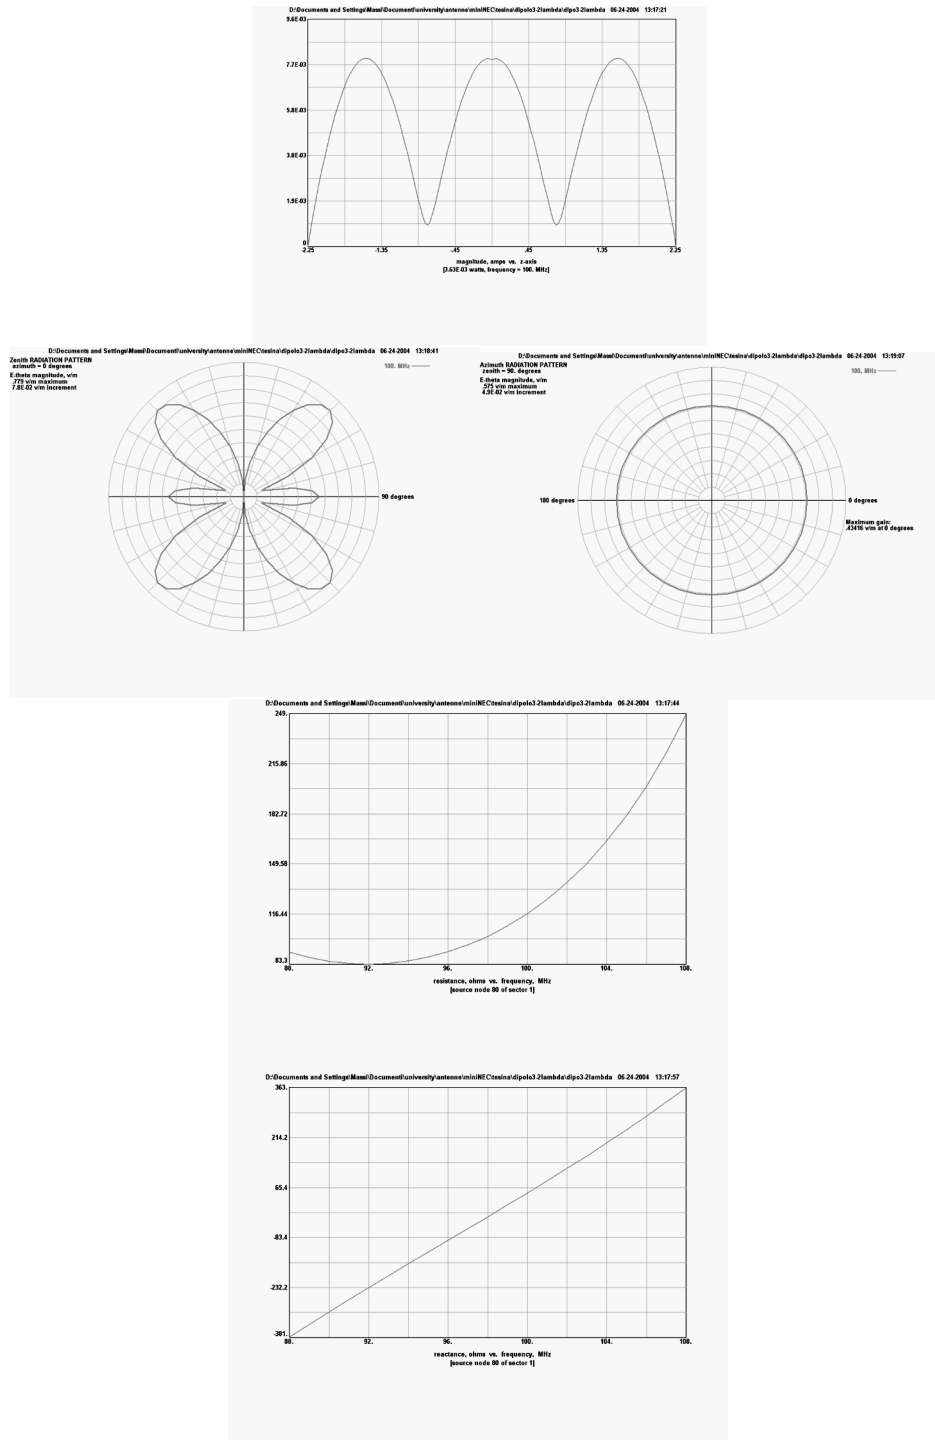 D:\Documents and Settings\Massi\Documenti\university\antenne\miniNEC\tesina\dipolo3-2lambda\dipo3-2lambda 06-24-2004 13:17:21
9.6E-03
7.7E-03
5.8E-03
3.8E-03
1.9E-03
0
-2.25 -1.35 -.45 .45 1.35 2.25
magnitude, amps vs. z-axis
[3.63E-03 watts, frequency = 100. MHz]
D:\Documents and Settings\Massi\Documenti\university\antenne\miniNEC\tesina\dipolo3-2lambda\dipo3-2lambda 06-24-2004 13:18:41
Zenith RADIATION PATTERN
azimuth = 0 degrees
100. MHz
E-theta magnitude, v/m
.779 v/m maximum
7.8E-02 v/m increment
90 degrees
D:\Documents and Settings\Massi\Documenti\university\antenne\miniNEC\tesina\dipolo3-2lambda\dipo3-2lambda 06-24-2004 13:19:07
Azimuth RADIATION PATTERN
zenith = 90. degrees
100. MHz
E-theta magnitude, v/m
.575 v/m maximum
4.9E-02 v/m increment
180 degrees
0 degrees
Maximum gain:
.43416 v/m at 0 degrees
D:\Documents and Settings\Massi\Documenti\university\antenne\miniNEC\tesina\dipolo3-2lambda\dipo3-2lambda 06-24-2004 13:17:44
249.
215.86
182.72
149.58
116.44
83.3
88. 92. 96. 100. 104. 108.
resistance, ohms vs. frequency, MHz
[source node 80 of sector 1]
D:\Documents and Settings\Massi\Documenti\university\antenne\miniNEC\tesina\dipolo3-2lambda\dipo3-2lambda 06-24-2004 13:17:57
363.
214.2
65.4
-83.4
-232.2
-381.
88. 92. 96. 100. 104. 108.
reactance, ohms vs. frequency, MHz
[source node 80 of sector 1]